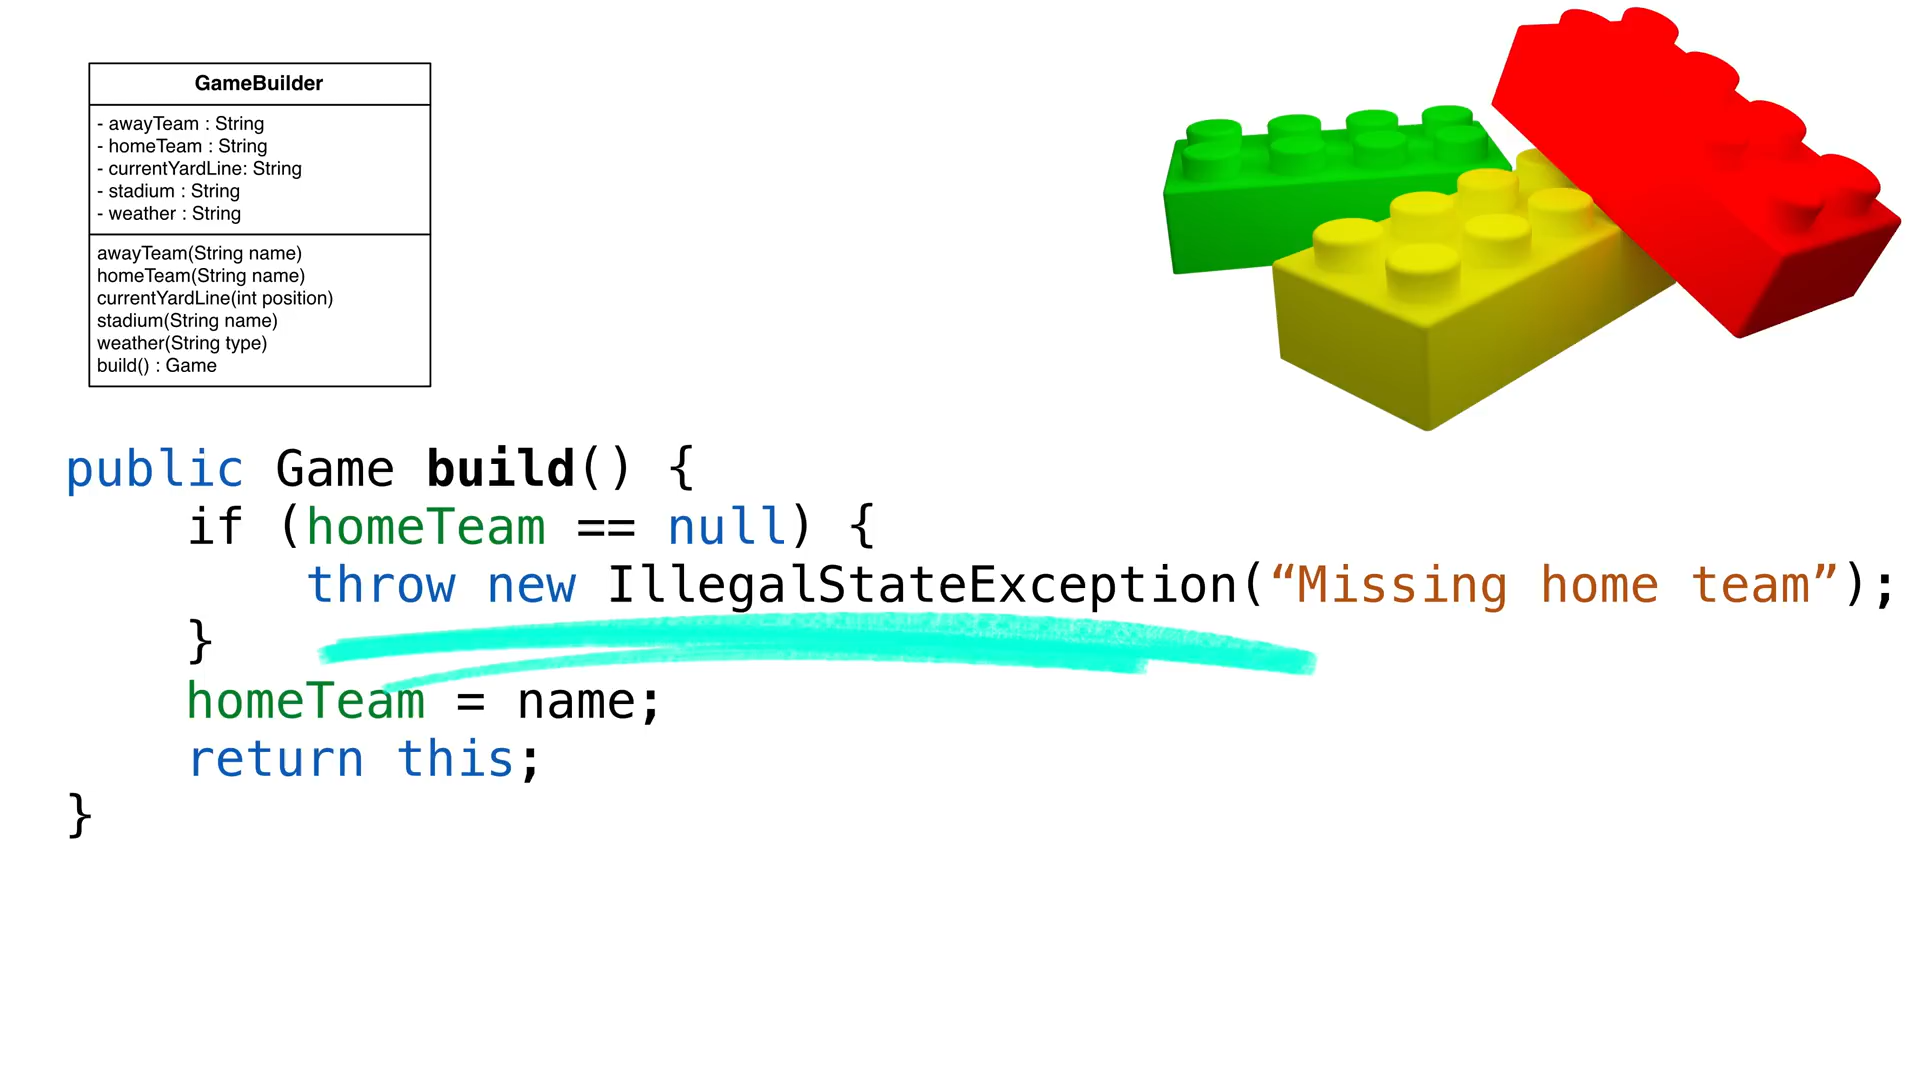 GameBuilder
- awayTeam : String
- homeTeam : String
- currentYardLine: String
- stadium : String
- weather : String
awayTeam(String name)
homeTeam(String name)
currentYardLine(int position)
stadium(String name)
weather(String type)
build() : Game
public Game build() {
    if (homeTeam == null) {
        throw new IllegalStateException(“Missing home team”);
    }
    homeTeam = name;
    return this;
}